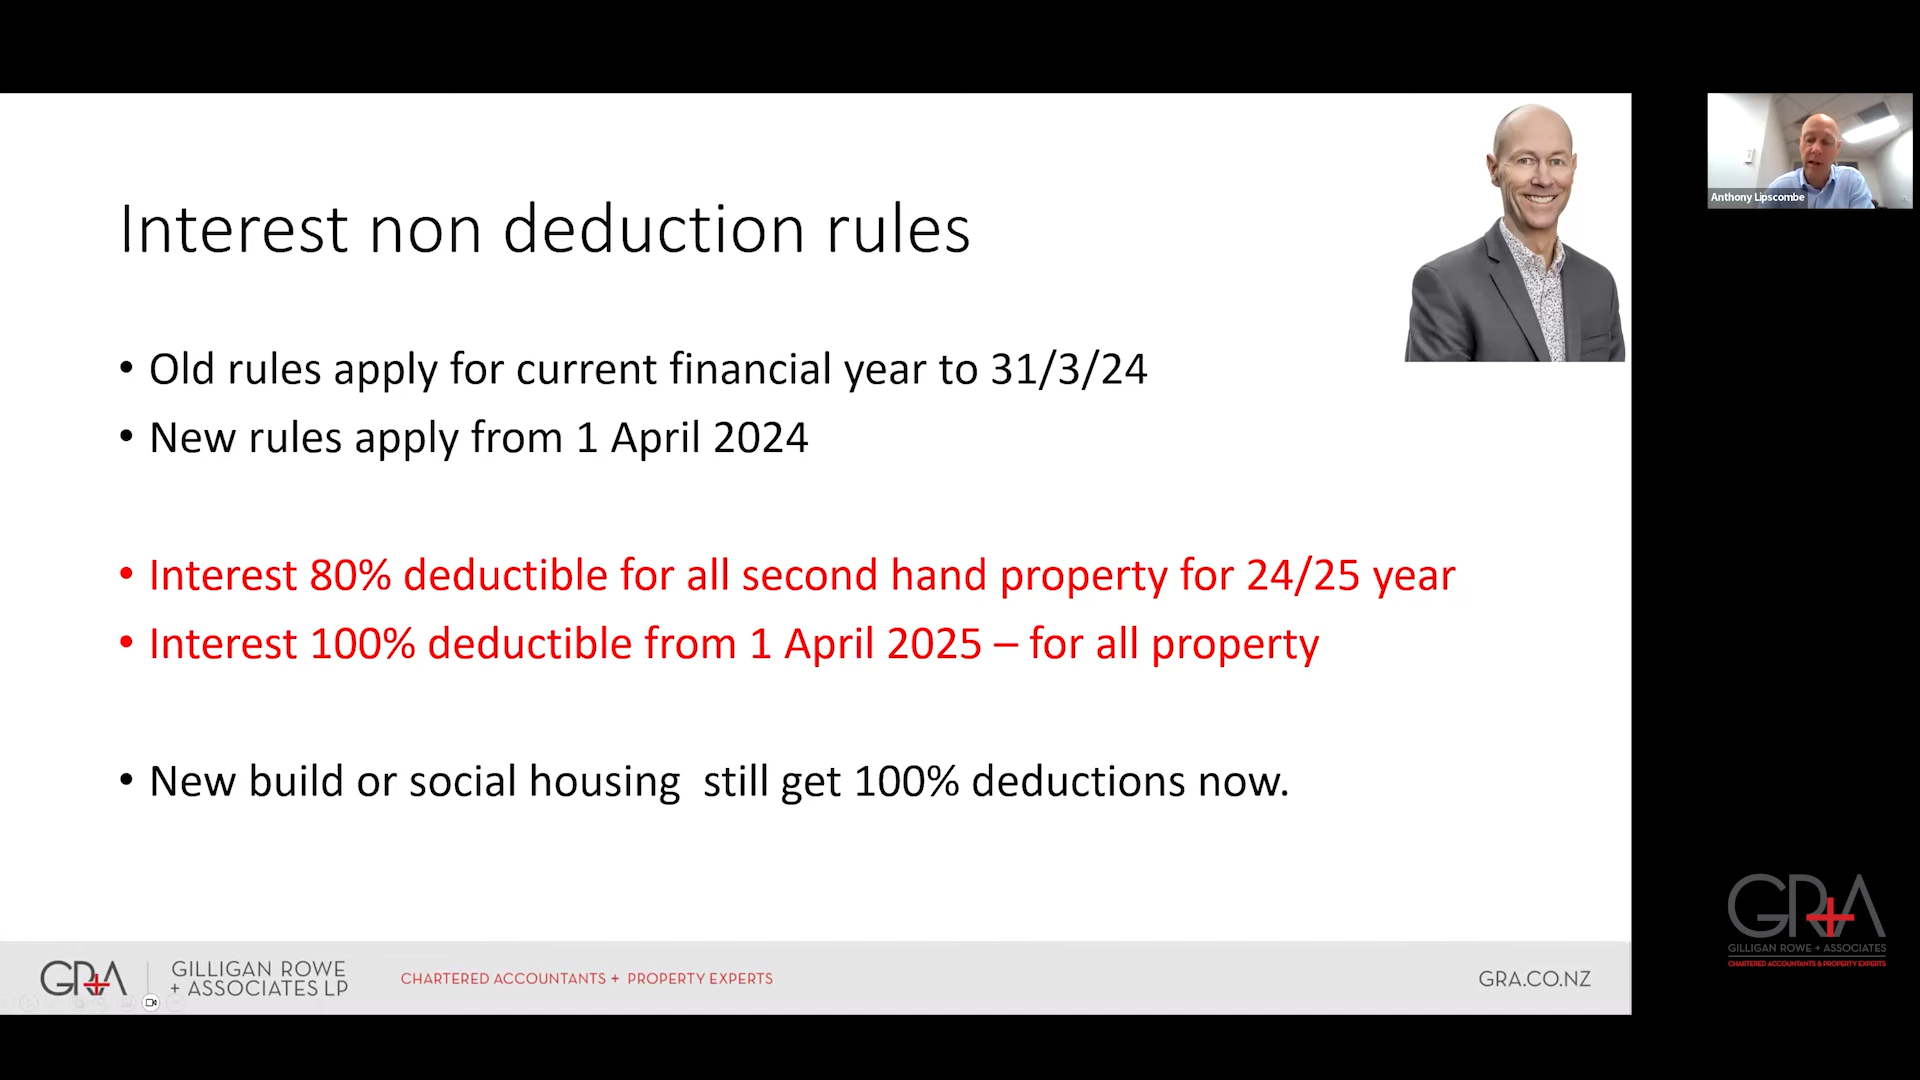 Interest non deduction rules
• Old rules apply for current financial year to 31/3/24
• New rules apply from 1 April 2024
• Interest 80% deductible for all second hand property for 24/25 year
• Interest 100% deductible from 1 April 2025 – for all property
• New build or social housing  still get 100% deductions now.
GRA
GILLIGAN ROWE
+ ASSOCIATES LP
CHARTERED ACCOUNTANTS + PROPERTY EXPERTS
GRA.CO.NZ
Anthony Lipscombe
GRA
GILLIGAN ROWE + ASSOCIATES
CHARTERED ACCOUNTANTS & PROPERTY EXPERTS